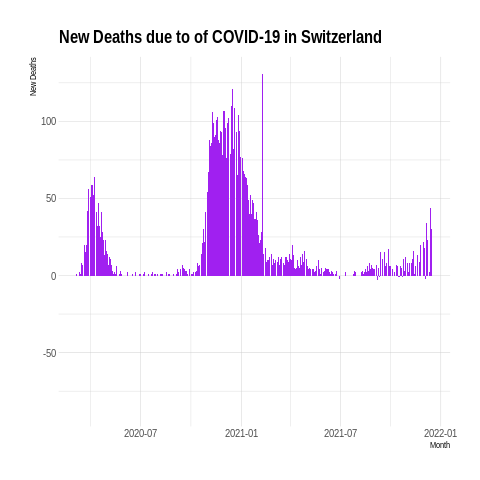 New Deaths due to of COVID-19 in Switzerland
New Deaths
100
50
0
-50
2020-07 2021-01 2021-07 2022-01
Month